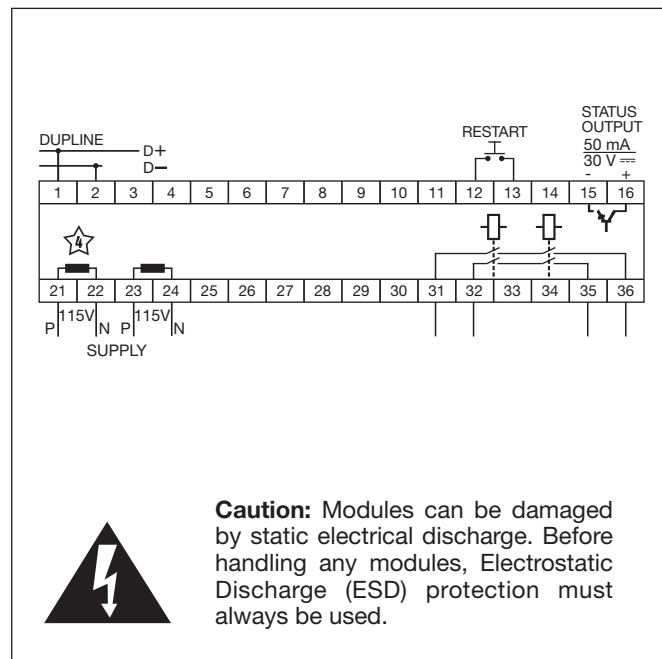 STATUS
OUTPUT
50 mA
30 V ⎓
- +
RESTART
DUPLINE
D+
D−
1 2 3 4 5 6 7 8 9 10 11 12 13 14 15 16
4
21 22 23 24 25 26 27 28 29 30 31 32 33 34 35 36
P 115V N P 115V N
SUPPLY
Caution: Modules can be damaged
by static electrical discharge. Before
handling any modules, Electrostatic
Discharge (ESD) protection must
always be used.